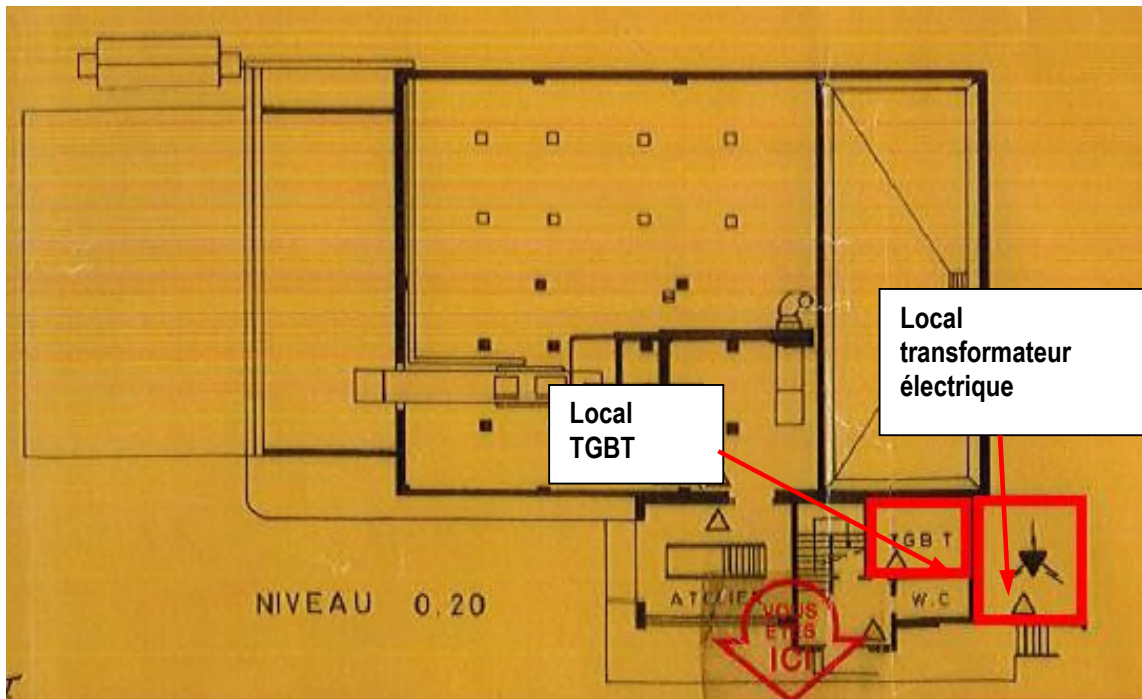 Local
transformateur
électrique
Local
TGBT
TGBT
ATELIER
W.C
VOUS
ETES
ICI
NIVEAU 0.20